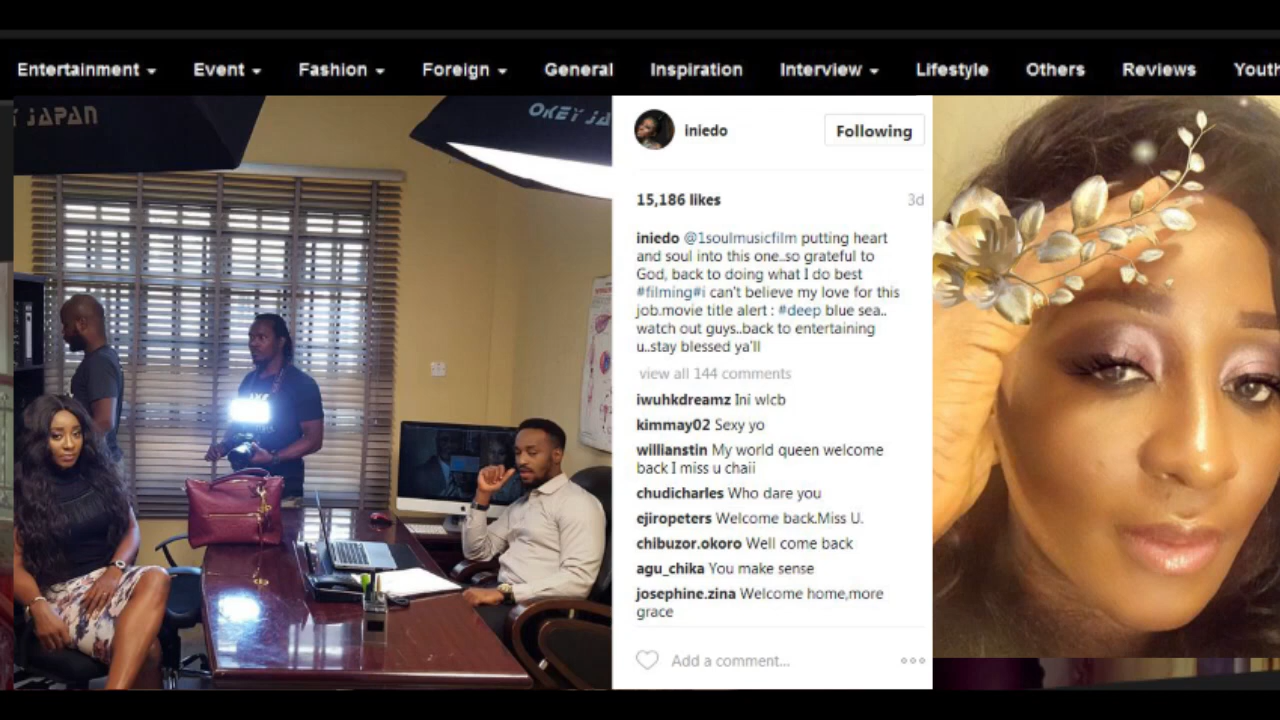 Entertainment Event Fashion Foreign General Inspiration Interview Lifestyle Others Reviews Youth
Y JAPAN
OKEY JA
iniedo
Following
15,186 likes 3d
iniedo @1soulmusicfilm putting heart
and soul into this one..so grateful to
God, back to doing what I do best
#filming#i can't believe my love for this
job.movie title alert : #deep blue sea..
watch out guys..back to entertaining
u..stay blessed ya'll
view all 144 comments
iwuhkdreamz Ini wlcb
kimmay02 Sexy yo
willianstin My world queen welcome
back I miss u chaii
chudicharles Who dare you
ejiropeters Welcome back.Miss U.
chibuzor.okoro Well come back
agu_chika You make sense
josephine.zina Welcome home,more
grace
Add a comment...